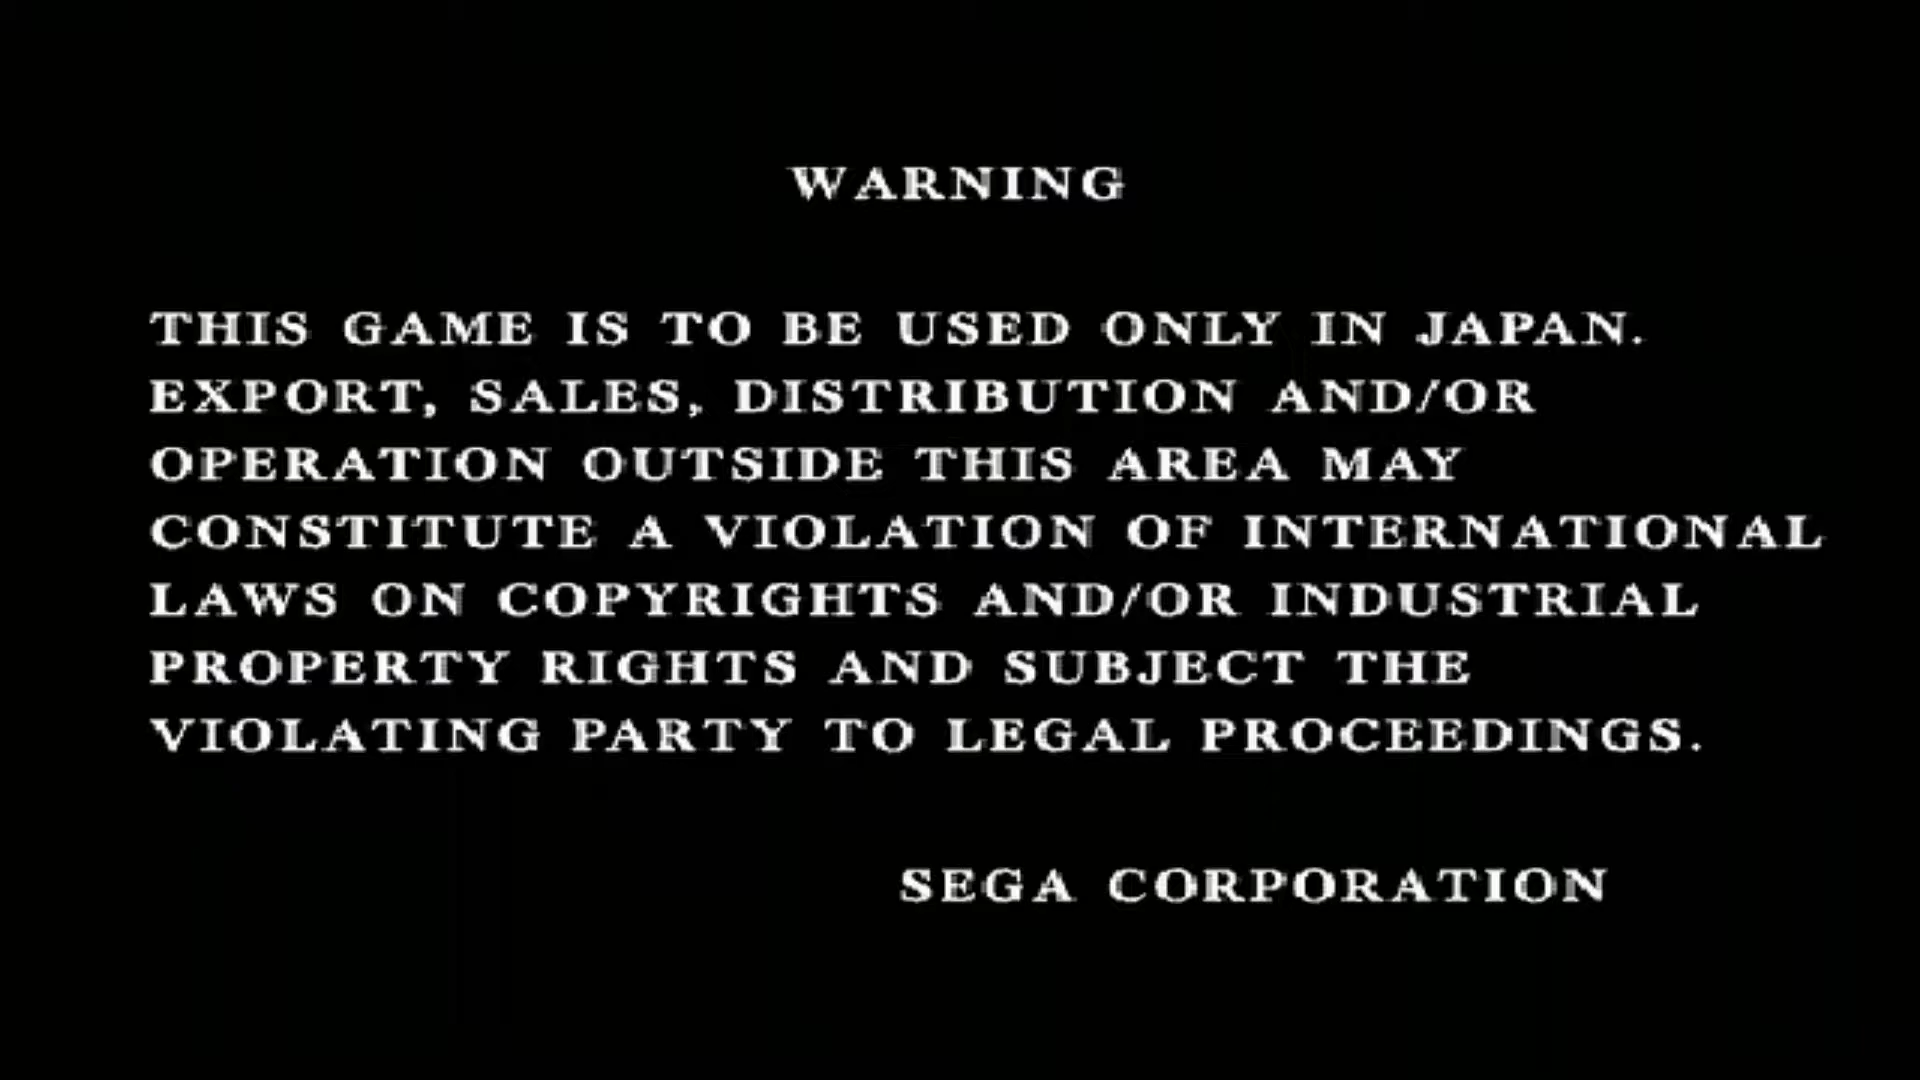 WARNING
THIS GAME IS TO BE USED ONLY IN JAPAN.
EXPORT, SALES, DISTRIBUTION AND/OR
OPERATION OUTSIDE THIS AREA MAY
CONSTITUTE A VIOLATION OF INTERNATIONAL
LAWS ON COPYRIGHTS AND/OR INDUSTRIAL
PROPERTY RIGHTS AND SUBJECT THE
VIOLATING PARTY TO LEGAL PROCEEDINGS.
SEGA CORPORATION